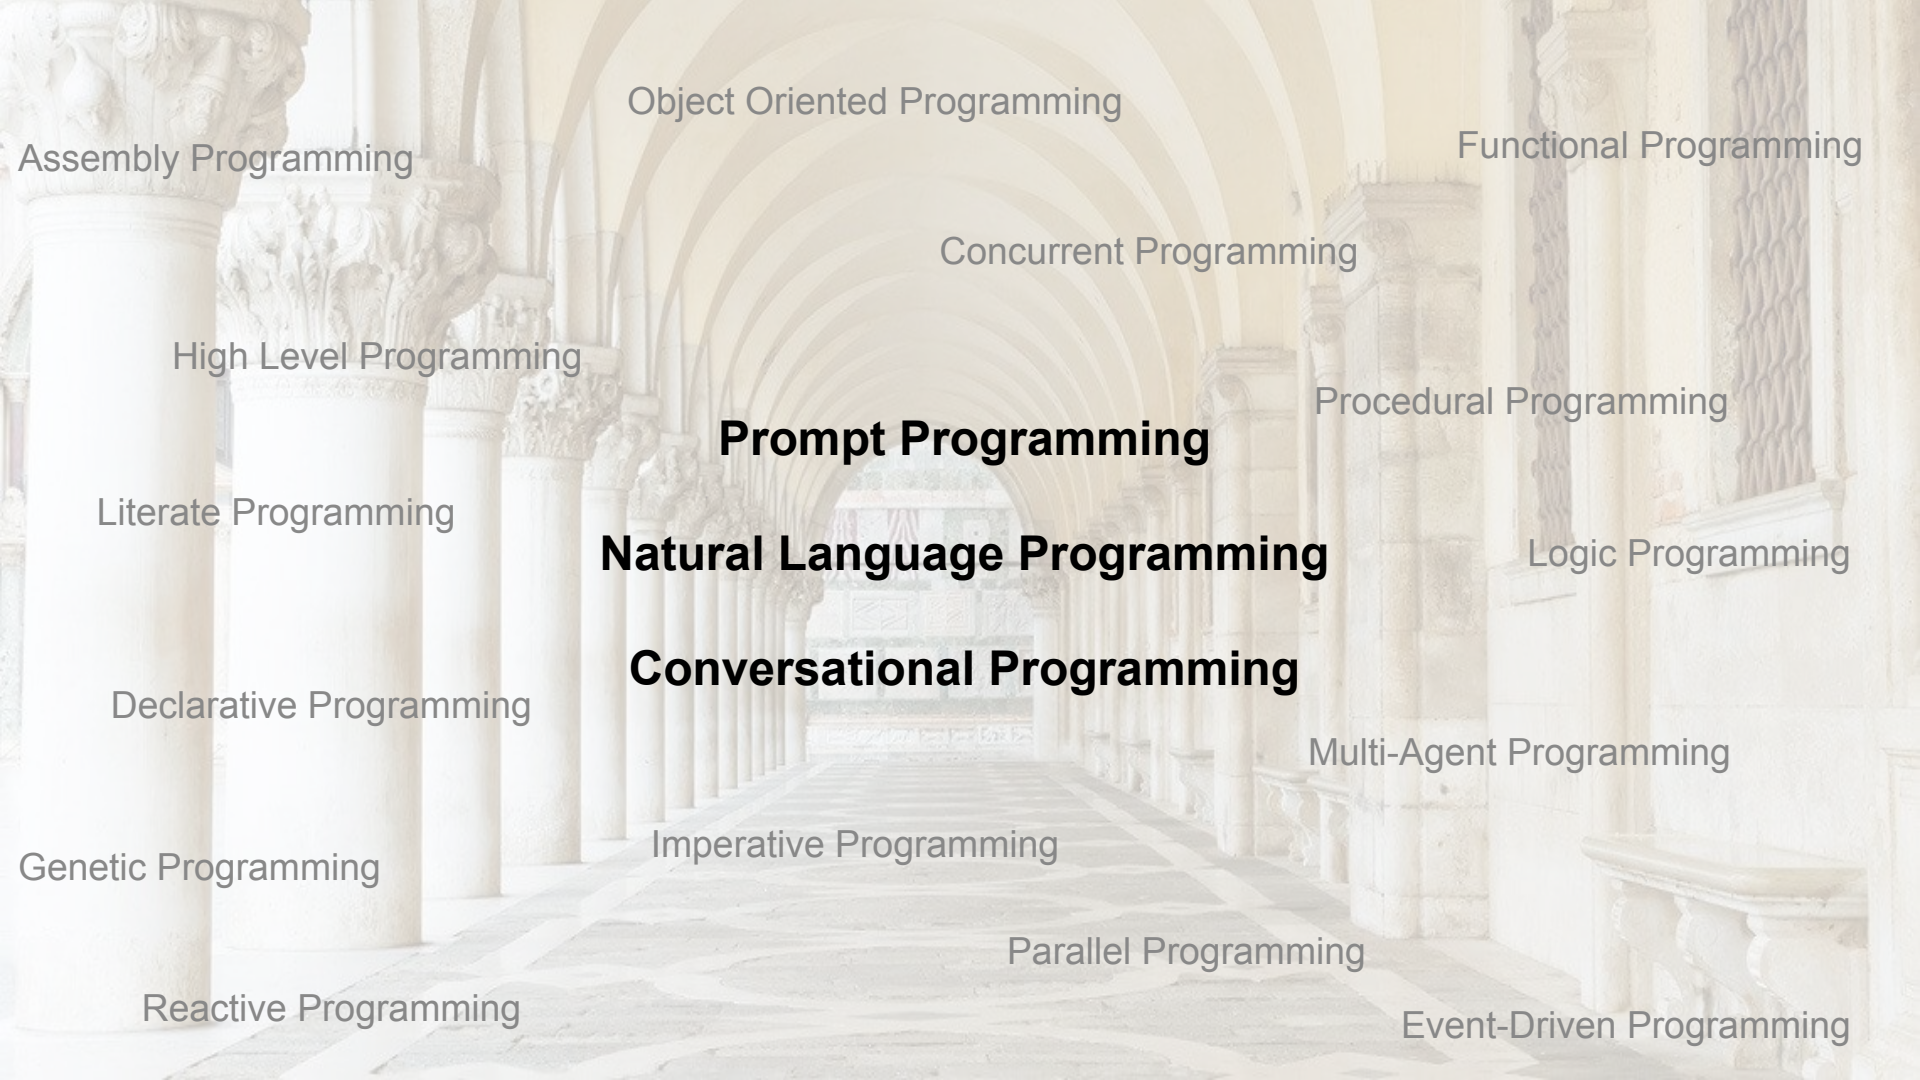 Object Oriented Programming
Functional Programming
Assembly Programming
Concurrent Programming
High Level Programming
Procedural Programming
Prompt Programming
Literate Programming
Natural Language Programming
Logic Programming
Conversational Programming
Declarative Programming
Multi-Agent Programming
Imperative Programming
Genetic Programming
Parallel Programming
Reactive Programming
Event-Driven Programming